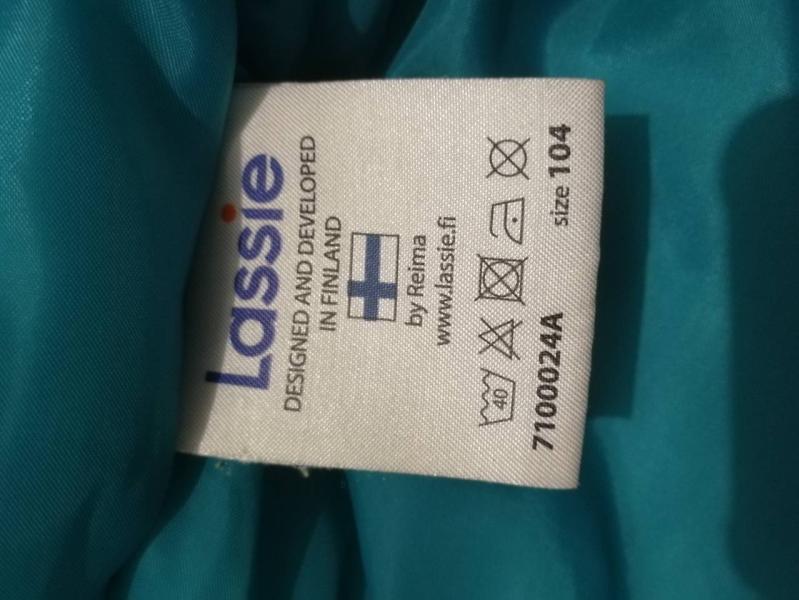 Lassie
DESIGNED AND DEVELOPED
IN FINLAND
by Reima
www.lassie.fi
40
7100024A size 104